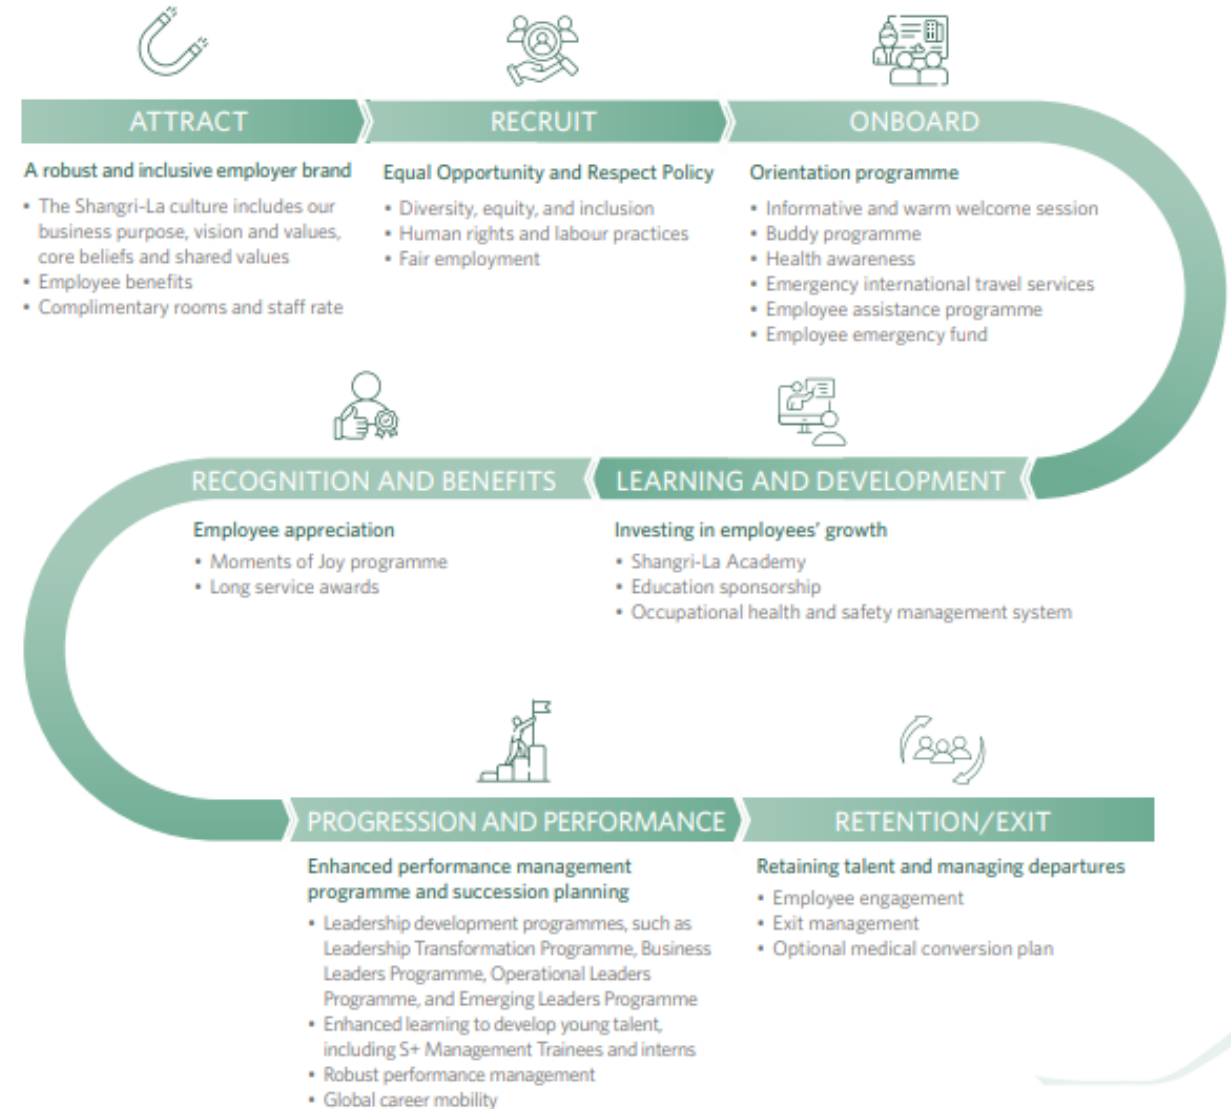 ATTRACT
RECRUIT
ONBOARD
A robust and inclusive employer brand
• The Shangri-La culture includes our
business purpose, vision and values,
core beliefs and shared values
• Employee benefits
• Complimentary rooms and staff rate
Equal Opportunity and Respect Policy
• Diversity, equity, and inclusion
• Human rights and labour practices
• Fair employment
Orientation programme
• Informative and warm welcome session
• Buddy programme
• Health awareness
• Emergency international travel services
• Employee assistance programme
• Employee emergency fund
LEARNING AND DEVELOPMENT
Investing in employees' growth
• Shangri-La Academy
• Education sponsorship
• Occupational health and safety management system
RECOGNITION AND BENEFITS
Employee appreciation
• Moments of Joy programme
• Long service awards
PROGRESSION AND PERFORMANCE
Enhanced performance management
programme and succession planning
• Leadership development programmes, such as
Leadership Transformation Programme, Business
Leaders Programme, Operational Leaders
Programme, and Emerging Leaders Programme
• Enhanced learning to develop young talent,
including S+ Management Trainees and interns
• Robust performance management
• Global career mobility
RETENTION/EXIT
Retaining talent and managing departures
• Employee engagement
• Exit management
• Optional medical conversion plan